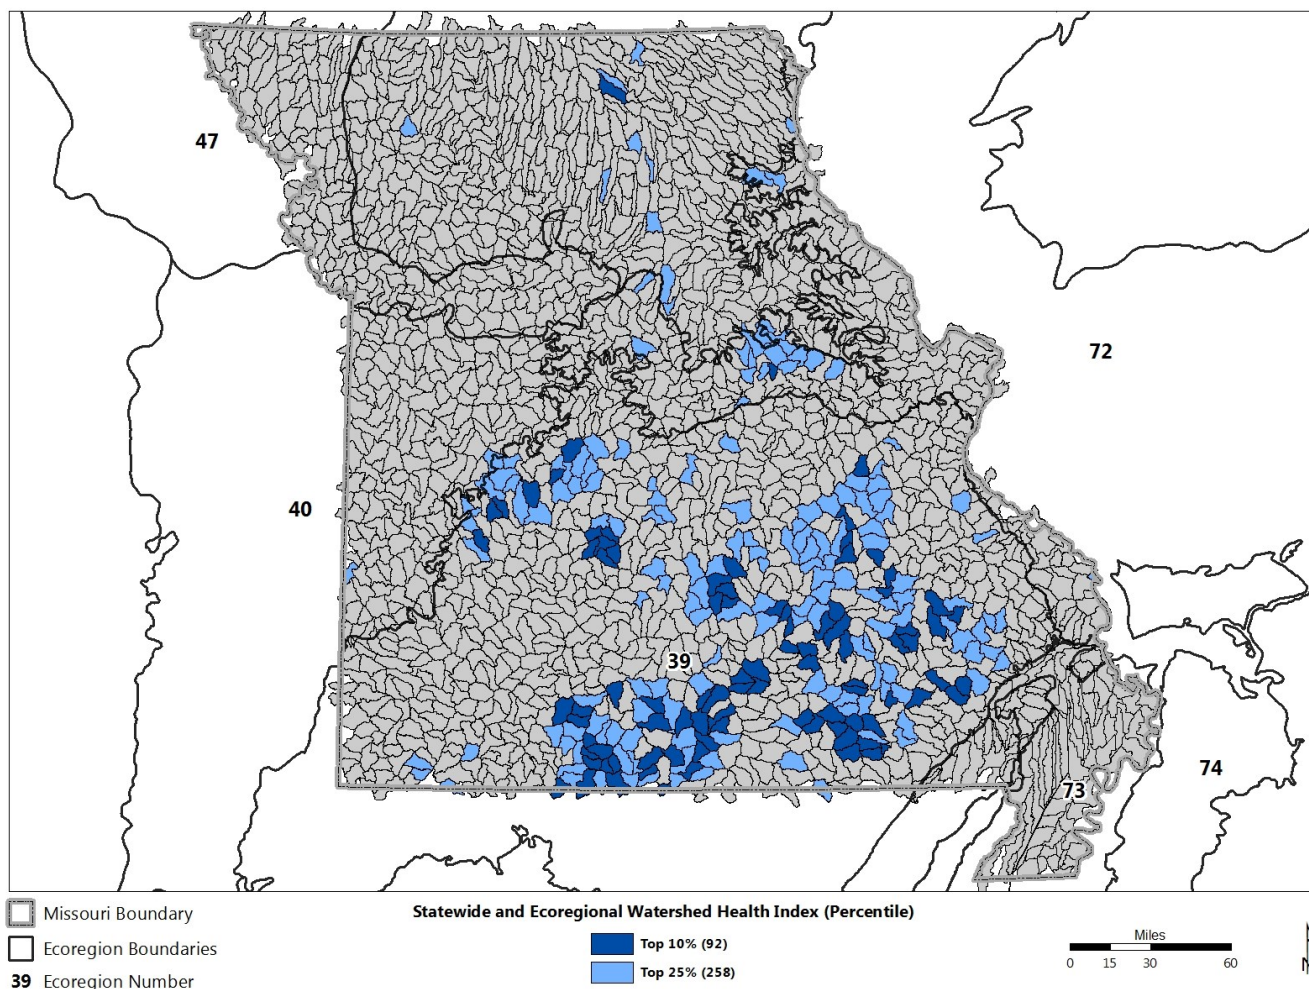 47
72
40
39
74
73
Missouri Boundary
Ecoregion Boundaries
39 Ecoregion Number
Statewide and Ecoregional Watershed Health Index (Percentile)
Top 10% (92)
Top 25% (258)
Miles
0 15 30 60
N